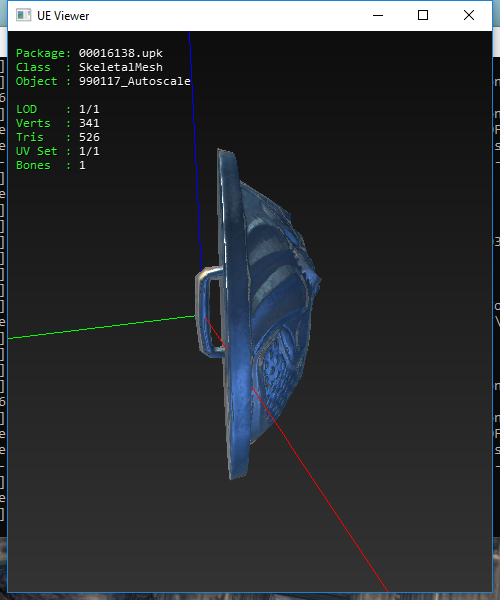 UE Viewer
Package: 00016138.upk
Class  : SkeletalMesh
Object : 990117_Autoscale
LOD    : 1/1
Verts  : 341
Tris   : 526
UV Set : 1/1
Bones  : 1